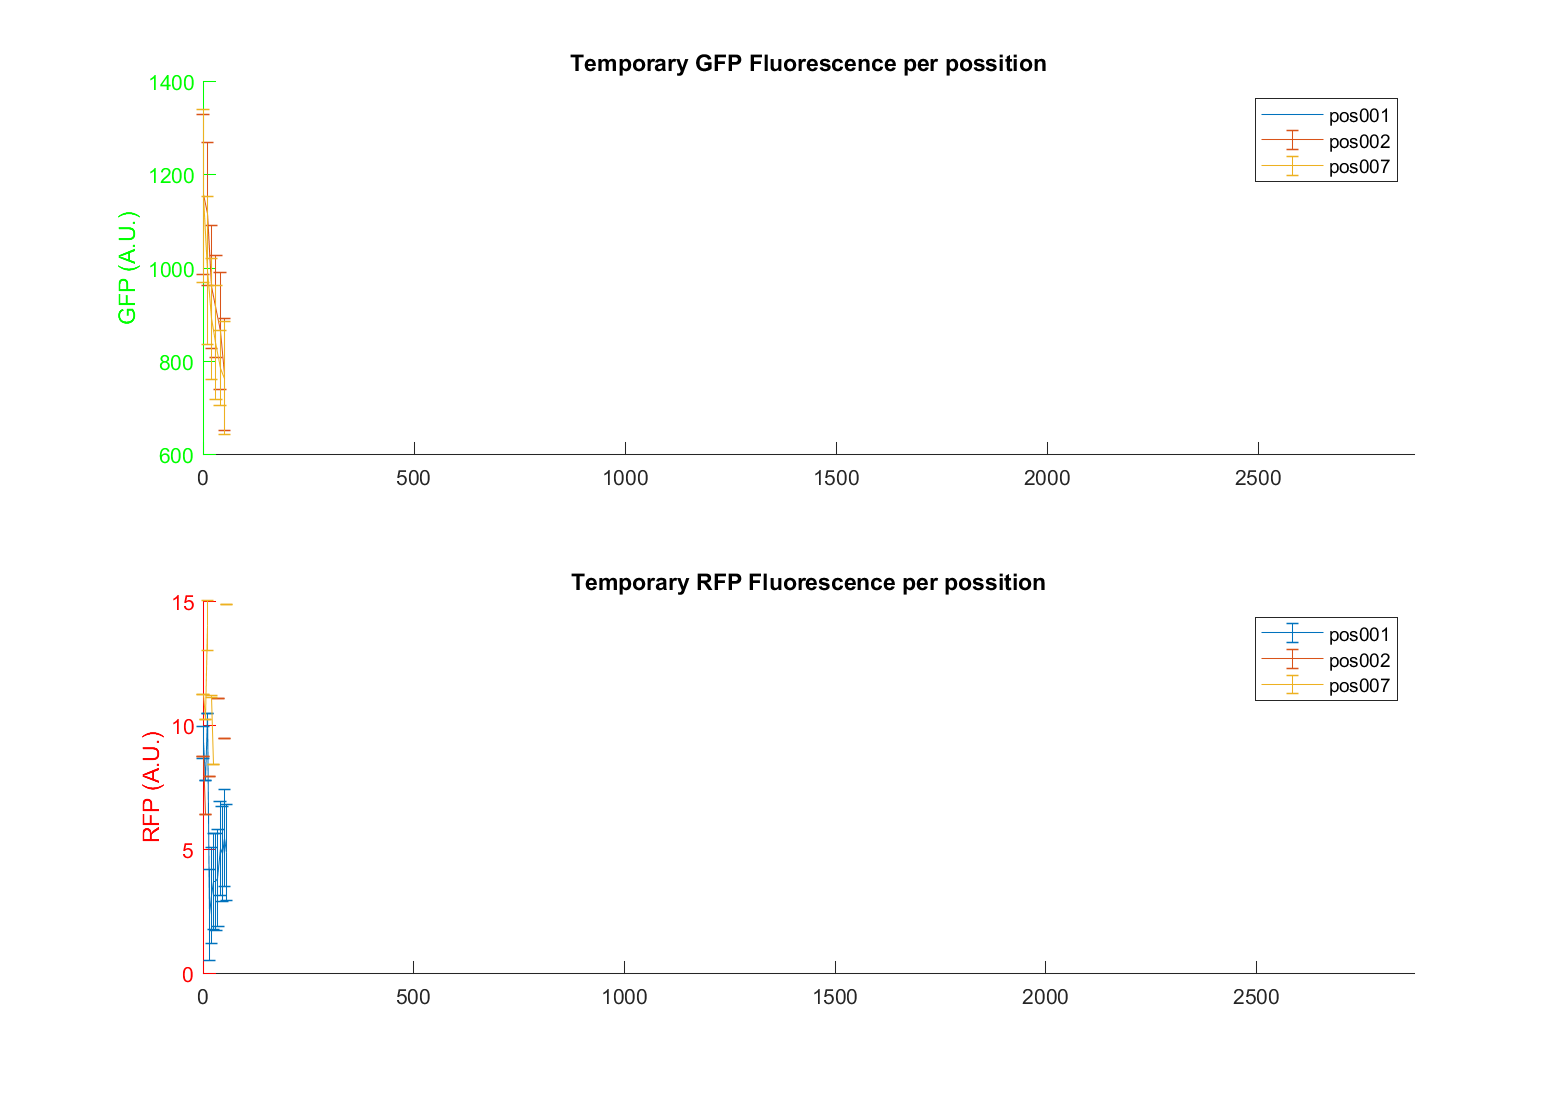 Temporary GFP Fluorescence per possition
GFP (A.U.)
1400
1200
1000
800
600
0 500 1000 1500 2000 2500
pos001
pos002
pos007
Temporary RFP Fluorescence per possition
RFP (A.U.)
15
10
5
0
0 500 1000 1500 2000 2500
pos001
pos002
pos007